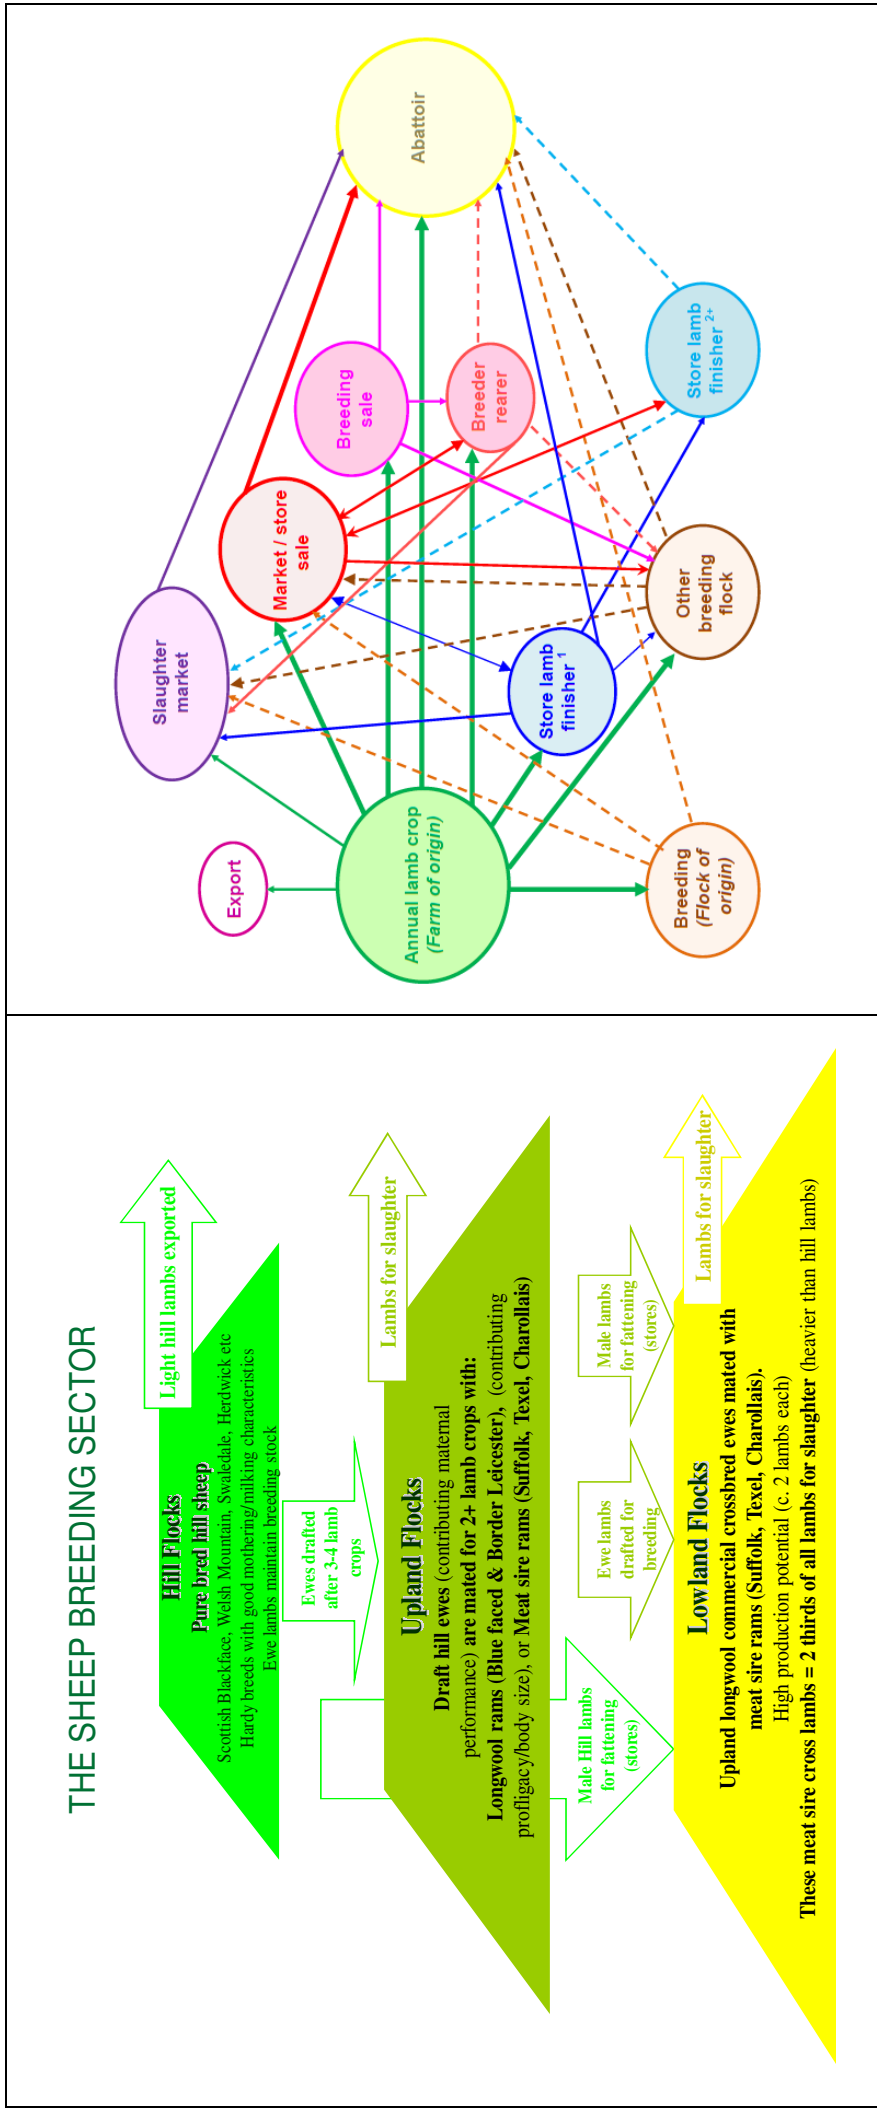 THE SHEEP BREEDING SECTOR
Hill Flocks
Pure bred hill sheep
Scottish Blackface, Welsh Mountain, Swaledale, Herdwick etc
Hardy breeds with good mothering/milking characteristics
Ewe lambs maintain breeding stock
Light hill lambs exported
Ewes drafted
after 3-4 lamb
crops
Upland Flocks
Draft hill ewes (contributing maternal
performance) are mated for 2+ lamb crops with:
Longwool rams (Blue faced & Border Leicester), (contributing
profligacy/body size), or Meat sire rams (Suffolk, Texel, Charollais)
Lambs for slaughter
Male Hill lambs
for fattening
(stores)
Ewe lambs
drafted for
breeding
Male lambs
for fattening
(stores)
Lowland Flocks
Upland longwool commercial crossbred ewes mated with
meat sire rams (Suffolk, Texel, Charollais).
High production potential (c. 2 lambs each)
These meat sire cross lambs = 2 thirds of all lambs for slaughter (heavier than hill lambs)
Lambs for slaughter
Export
Slaughter
market
Market / store
sale
Breeding
sale
Annual lamb crop
(Farm of origin)
Abattoir
Breeder
rearer
Store lamb
finisher 1
Breeding
(Flock of
origin)
Other
breeding
flock
Store lamb
finisher 2+